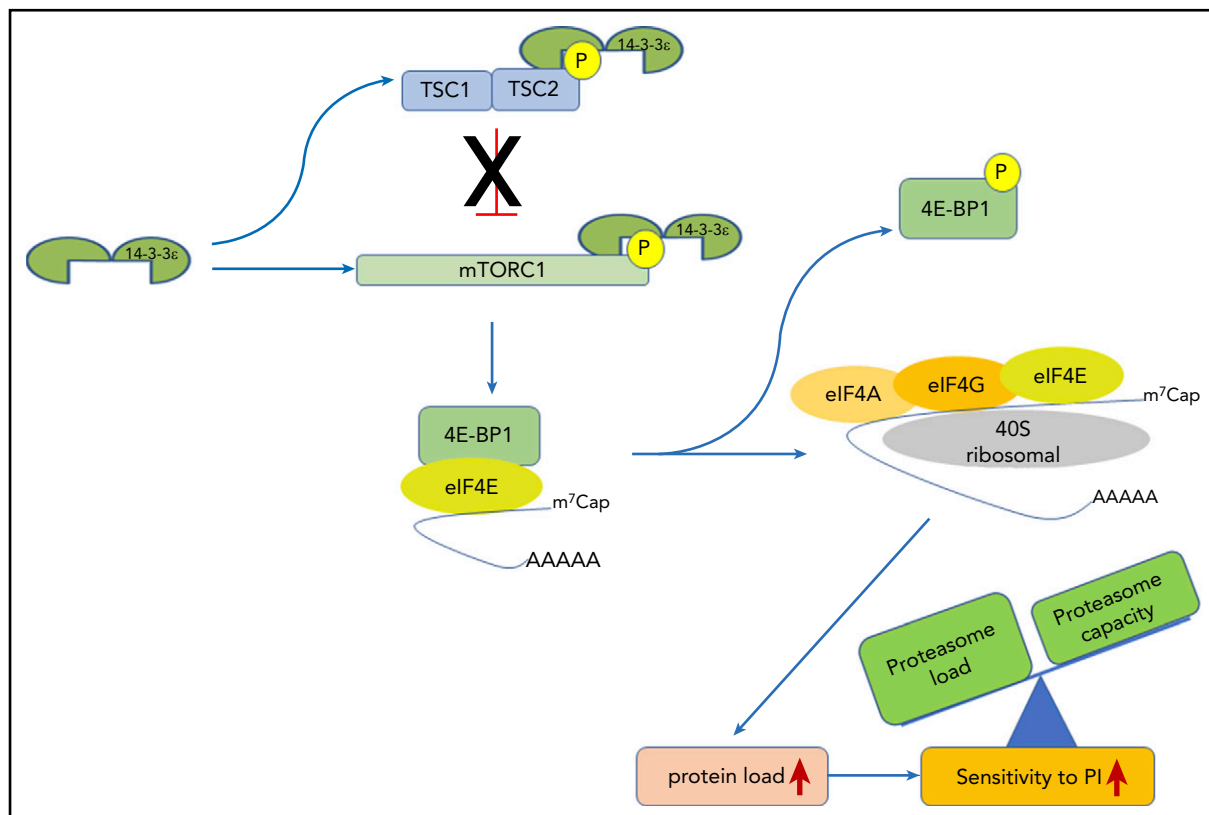 14-3-3ε
P
TSC1
TSC2
14-3-3ε
14-3-3ε
P
mTORC1
P
4E-BP1
4E-BP1
eIF4E
m⁷Cap
AAAAA
eIF4A
eIF4G
eIF4E
m⁷Cap
40S
ribosomal
AAAAA
Proteasome
load
Proteasome
capacity
protein load
Sensitivity to PI